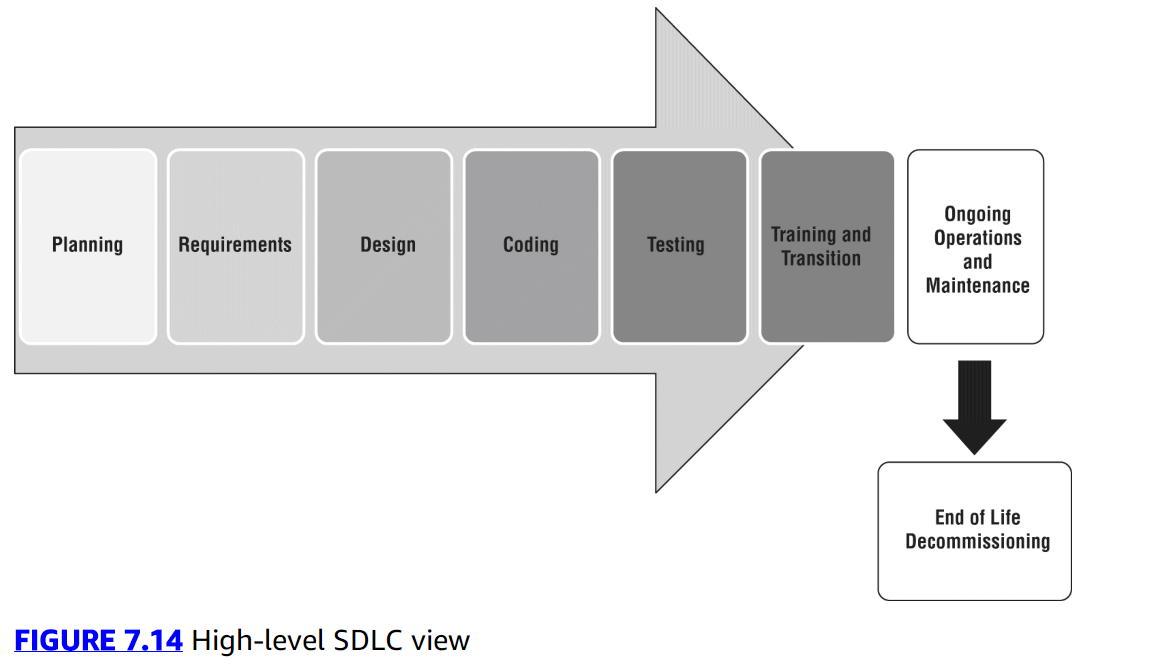 Planning
Requirements
Design
Coding
Testing
Training and
Transition
Ongoing
Operations
and
Maintenance
End of Life
Decommissioning
FIGURE 7.14 High-level SDLC view